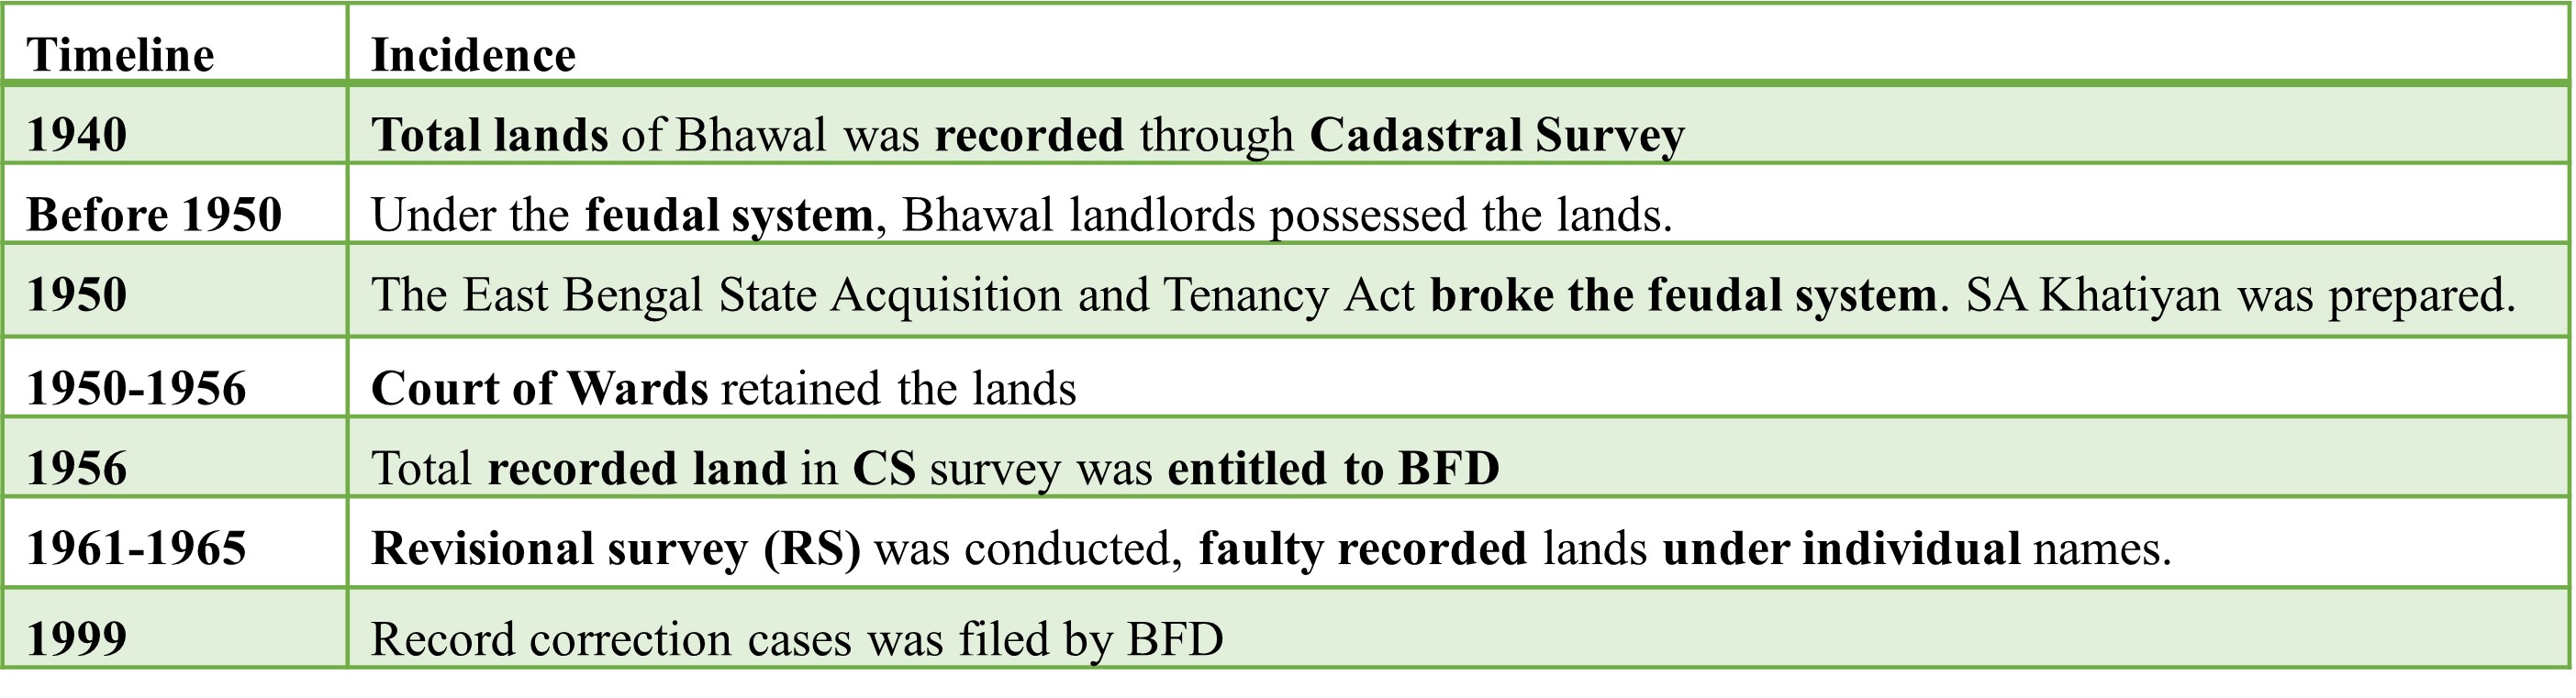 Timeline Incidence
1940 Total lands of Bhawal was recorded through Cadastral Survey
Before 1950 Under the feudal system, Bhawal landlords possessed the lands.
1950 The East Bengal State Acquisition and Tenancy Act broke the feudal system. SA Khatiyan was prepared.
1950-1956 Court of Wards retained the lands
1956 Total recorded land in CS survey was entitled to BFD
1961-1965 Revisional survey (RS) was conducted, faulty recorded lands under individual names.
1999 Record correction cases was filed by BFD